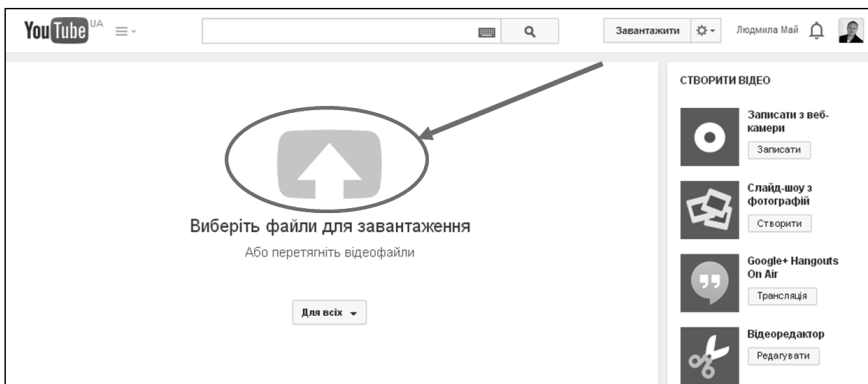 YouTube UA
Завантажити
Людмила Май
Виберіть файли для завантаження
Або перетягніть відеофайли
Для всіх
СТВОРИТИ ВІДЕО
Записати з веб-
камери
Записати
Слайд-шоу з
фотографій
Створити
Google+ Hangouts
On Air
Трансляція
Відеоредактор
Редагувати